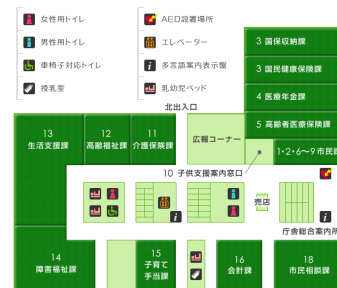 女性用トイレ
AED設置場所
男性用トイレ
エレベーター
車椅子対応トイレ
多言語案内表示盤
授乳室
乳幼児ベッド
北出入口
3 国保収納課
3 国民健康保険課
4 医療年金課
5 高齢者医療保険課
1・2・6〜9 市民
13
生活支援課
12
高齢福祉課
11
介護保険課
広報コーナー
10 子供支援案内窓口
売店
庁舎総合案内所
14
障害福祉課
15
子育て
手当課
16
会計課
18
市民相談課